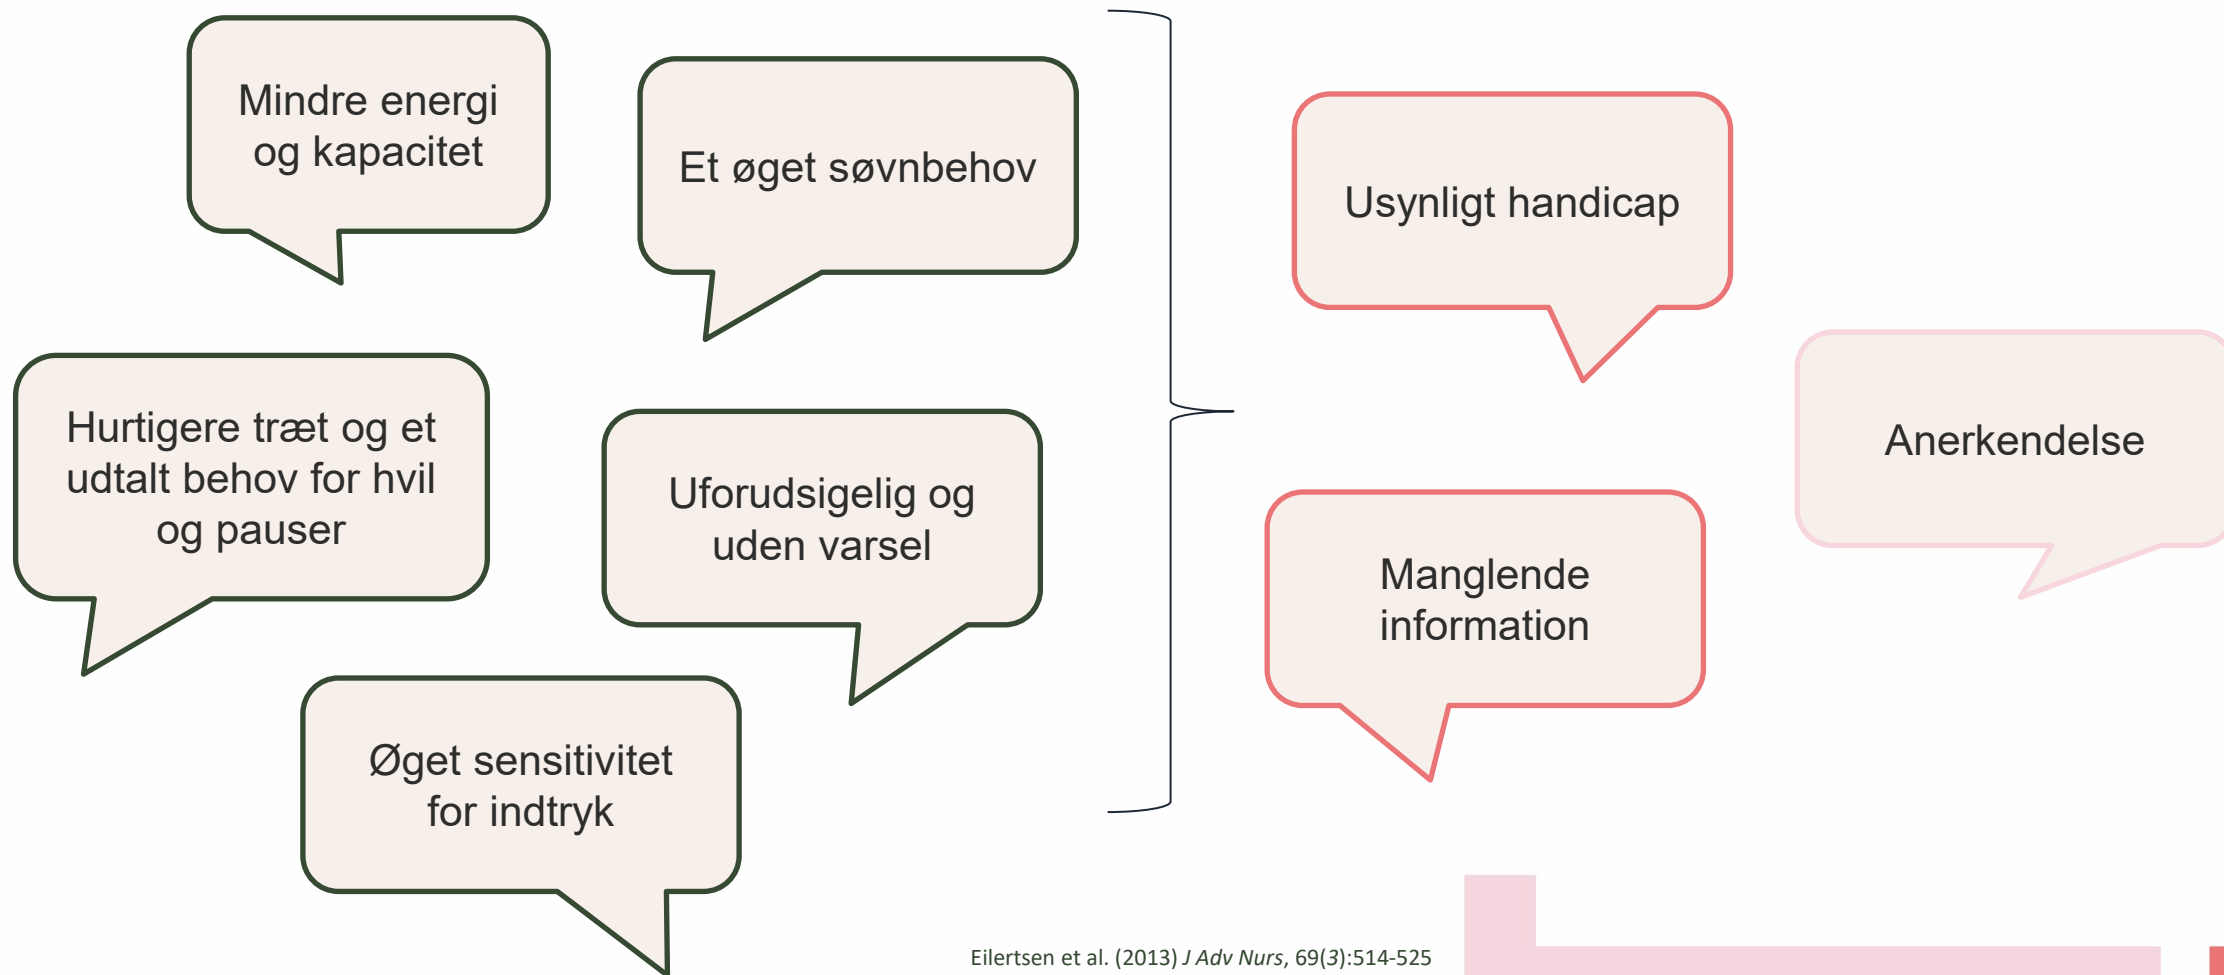 Mindre energi
og kapacitet
Et øget søvnbehov
Hurtigere træt og et
udtalt behov for hvil
og pauser
Uforudsigelig og
uden varsel
Øget sensitivitet
for indtryk
Usynligt handicap
Manglende
information
Anerkendelse
Eilertsen et al. (2013) J Adv Nurs, 69(3):514-525